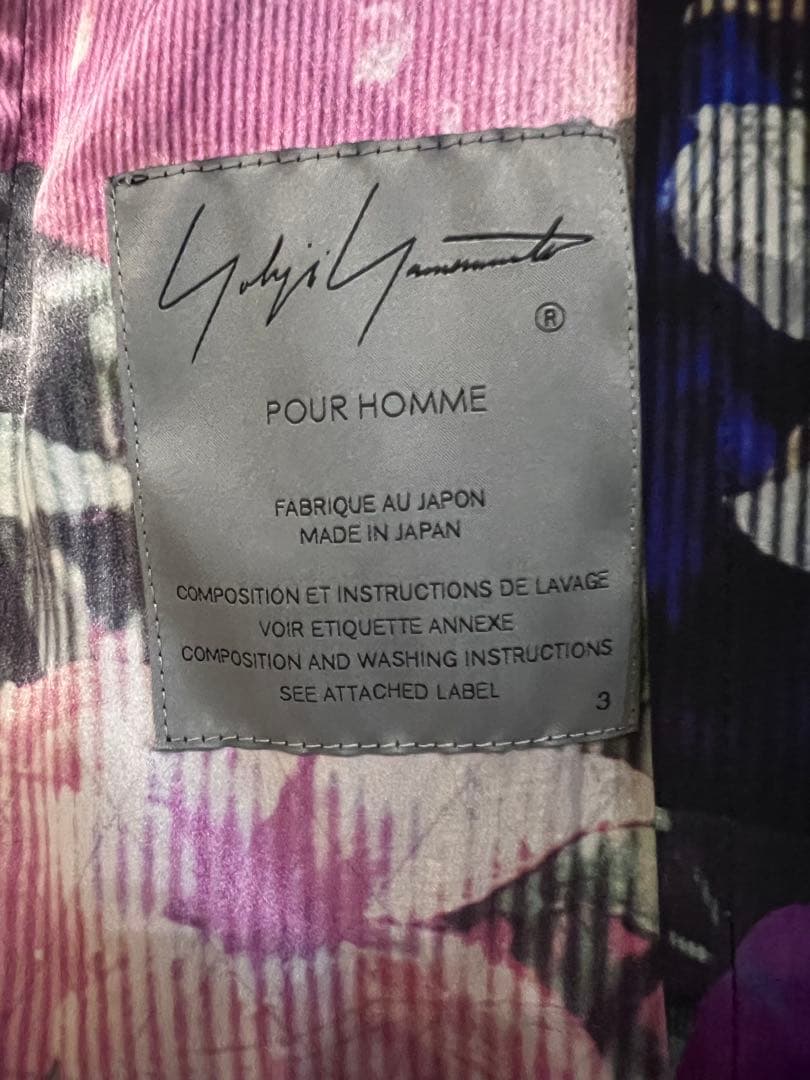 Yohji Yamamoto
®
POUR HOMME
FABRIQUE AU JAPON
MADE IN JAPAN
COMPOSITION ET INSTRUCTIONS DE LAVAGE
VOIR ETIQUETTE ANNEXE
COMPOSITION AND WASHING INSTRUCTIONS
SEE ATTACHED LABEL
3